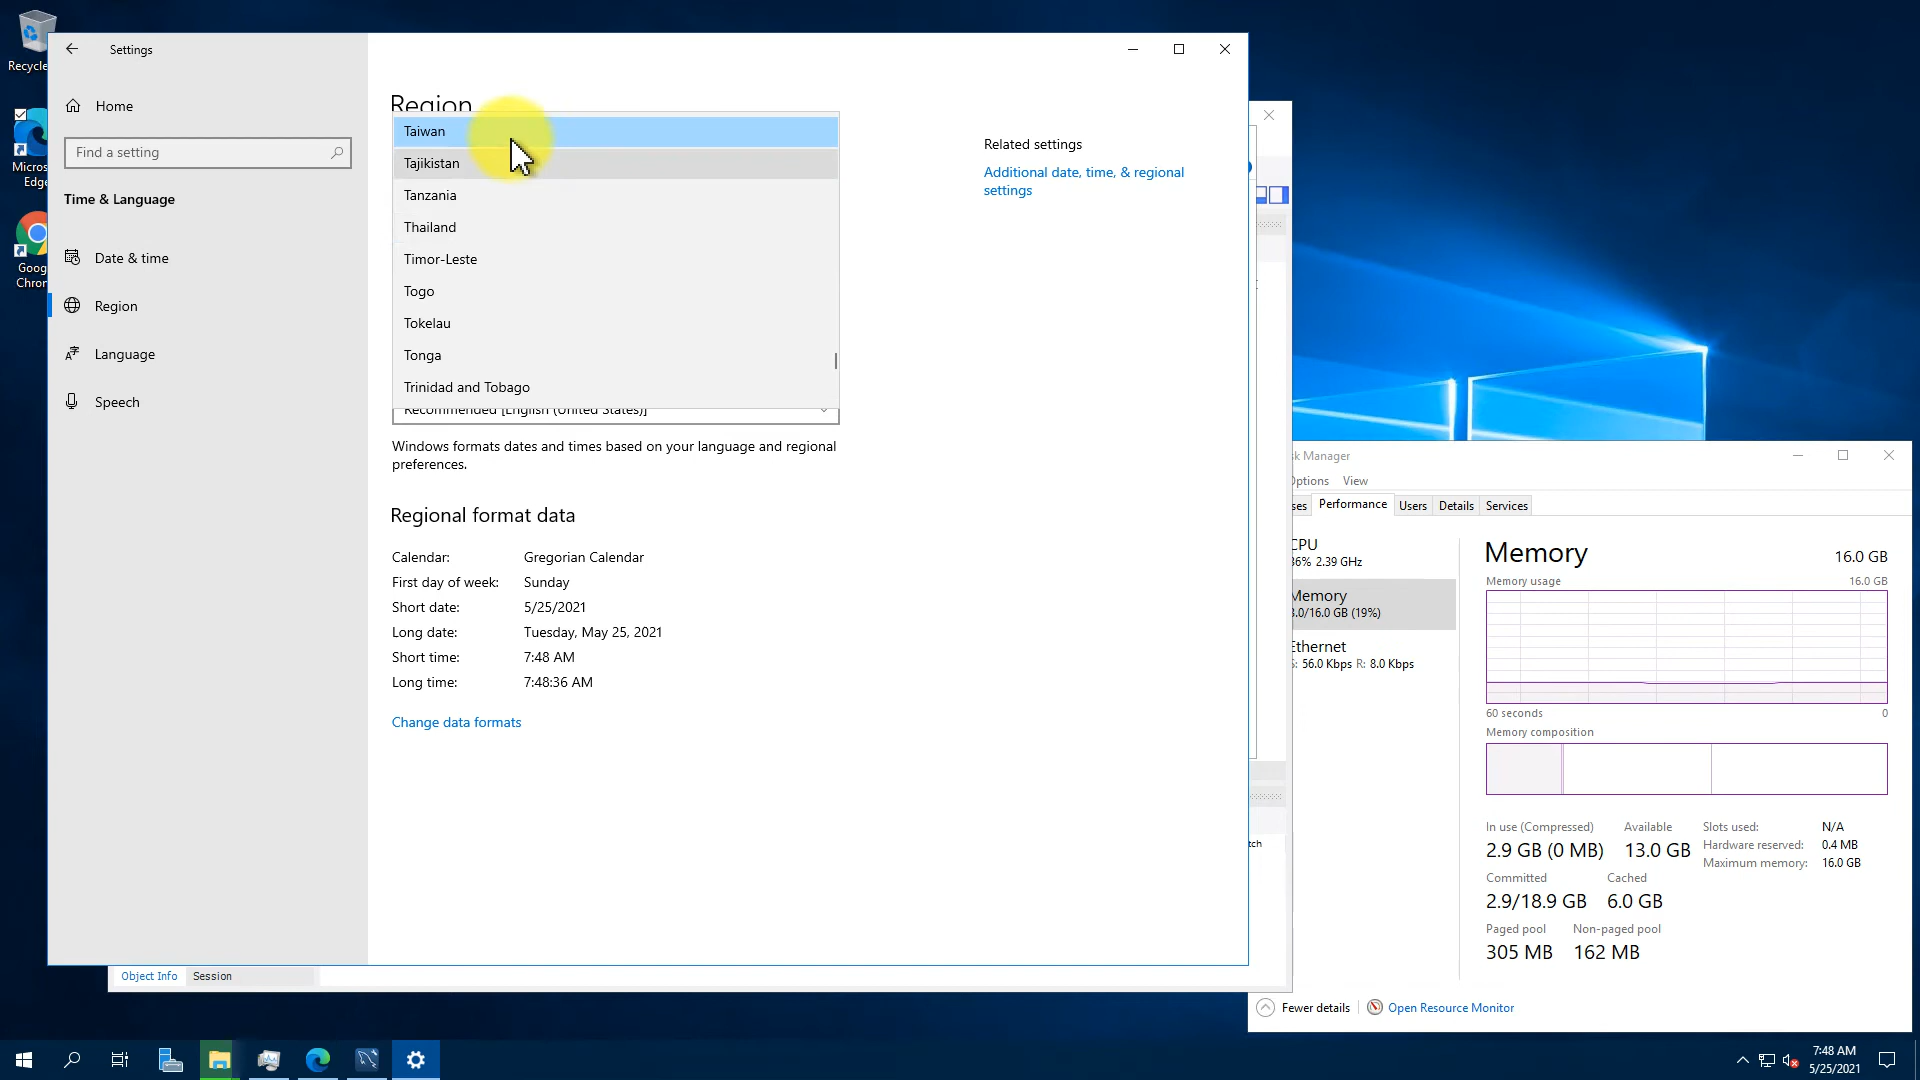 Recycle
Micros
Edge
Goog
Chron
Settings
Home
Find a setting
Time & Language
Date & time
Region
Language
Speech
Region
Taiwan
Tajikistan
Tanzania
Thailand
Timor-Leste
Togo
Tokelau
Tonga
Trinidad and Tobago
Recommended [English (United States)]
Windows formats dates and times based on your language and regional
preferences.
Regional format data
Calendar: Gregorian Calendar
First day of week: Sunday
Short date: 5/25/2021
Long date: Tuesday, May 25, 2021
Short time: 7:48 AM
Long time: 7:48:36 AM
Change data formats
Related settings
Additional date, time, & regional
settings
tch
Object Info Session
sk Manager
Options View
ses Performance Users Details Services
CPU
36% 2.39 GHz
Memory
3.0/16.0 GB (19%)
Ethernet
S: 56.0 Kbps R: 8.0 Kbps
Memory 16.0 GB
Memory usage 16.0 GB
60 seconds 0
Memory composition
In use (Compressed) Available
2.9 GB (0 MB) 13.0 GB
Committed Cached
2.9/18.9 GB 6.0 GB
Paged pool Non-paged pool
305 MB 162 MB
Slots used: N/A
Hardware reserved: 0.4 MB
Maximum memory: 16.0 GB
Fewer details Open Resource Monitor
7:48 AM
5/25/2021